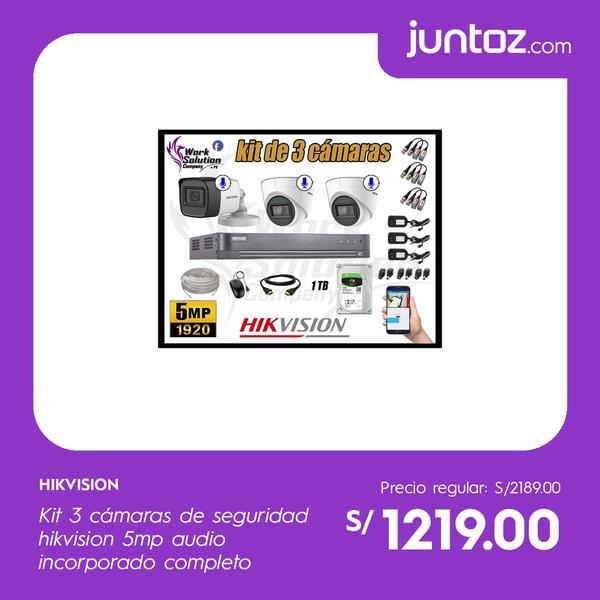 juntoz.com
Work
Solution
Company
kit de 3 cámaras
1 TB
5MP
1920
HIKVISION
HIKVISION
Kit 3 cámaras de seguridad
hikvision 5mp audio
incorporado completo
Precio regular: S/2189.00
S/ 1219.00